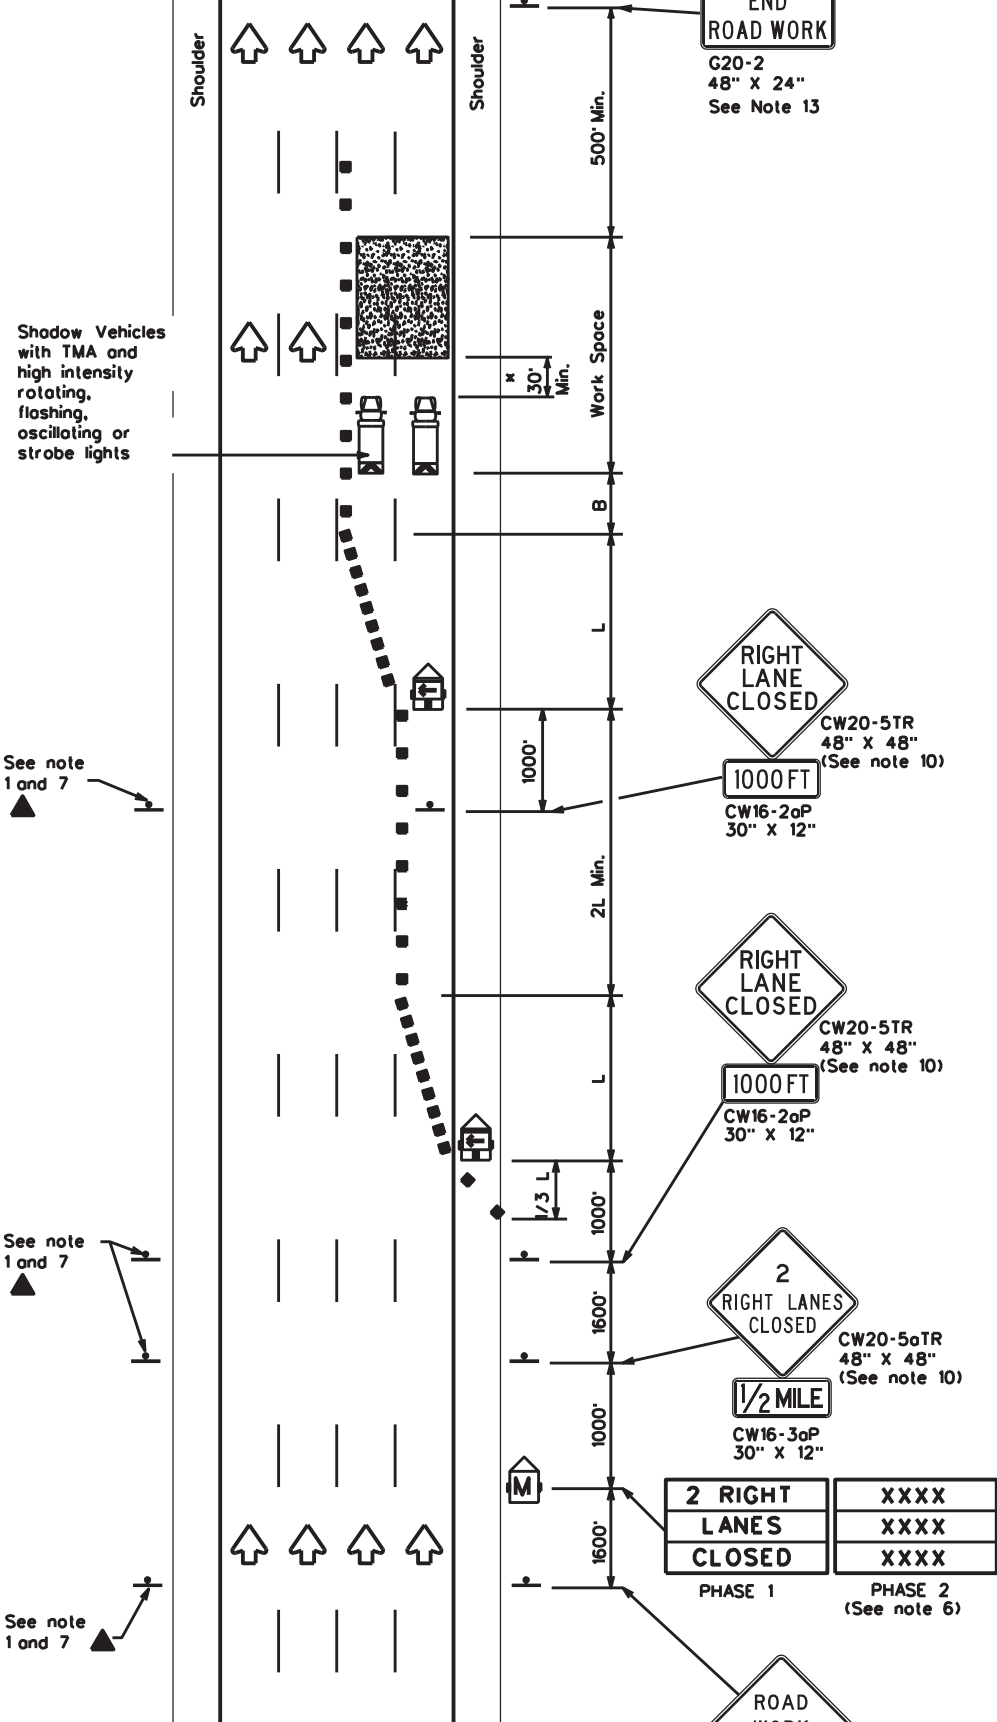 END
ROAD WORK
G20-2
48" X 24"
See Note 13
Shoulder
Shoulder
500' Min.
Shadow Vehicles
with TMA and
high intensity
rotating,
flashing,
oscillating or
strobe lights
x
30'
Min.
Work Space
B
L
RIGHT
LANE
CLOSED
CW20-5TR
48" X 48"
(See note 10)
1000 FT
CW16-2aP
30" X 12"
See note
1 and 7
1000'
2L Min.
RIGHT
LANE
CLOSED
CW20-5TR
48" X 48"
(See note 10)
1000 FT
CW16-2aP
30" X 12"
L
1/3 L
1000'
See note
1 and 7
1600'
2
RIGHT LANES
CLOSED
CW20-5aTR
48" X 48"
(See note 10)
1/2 MILE
CW16-3aP
30" X 12"
1000'
M
2 RIGHT
LANES
CLOSED
PHASE 1
XXXX
XXXX
XXXX
PHASE 2
(See note 6)
1600'
See note
1 and 7
ROAD